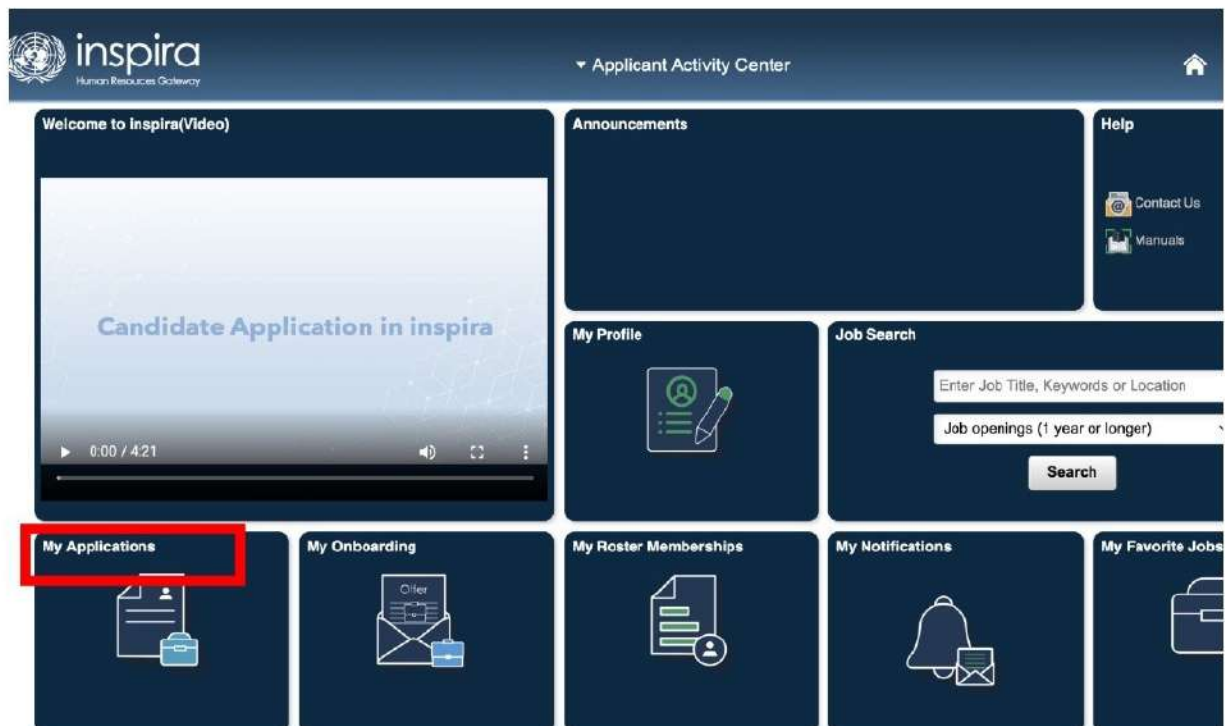 inspira
Human Resources Gateway
Applicant Activity Center
Welcome to inspira(Video)
Candidate Application in inspira
0:00 / 4:21
Announcements
Help
Contact Us
Manuals
My Profile
Job Search
Enter Job Title, Keywords or Location
Job openings (1 year or longer)
Search
My Applications
My Onboarding
Offer
My Roster Memberships
My Notifications
My Favorite Jobs